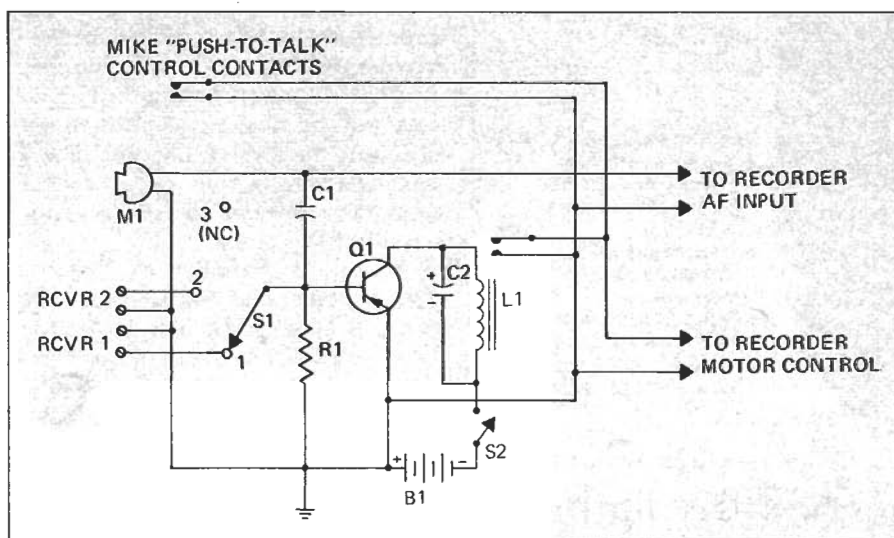 MIKE "PUSH-TO-TALK"
CONTROL CONTACTS
M1
3
(NC)
C1
TO RECORDER
AF INPUT
Q1
C2
+
−
L1
RCVR 2
2
S1
RCVR 1
1
R1
TO RECORDER
MOTOR CONTROL
S2
+
−
B1